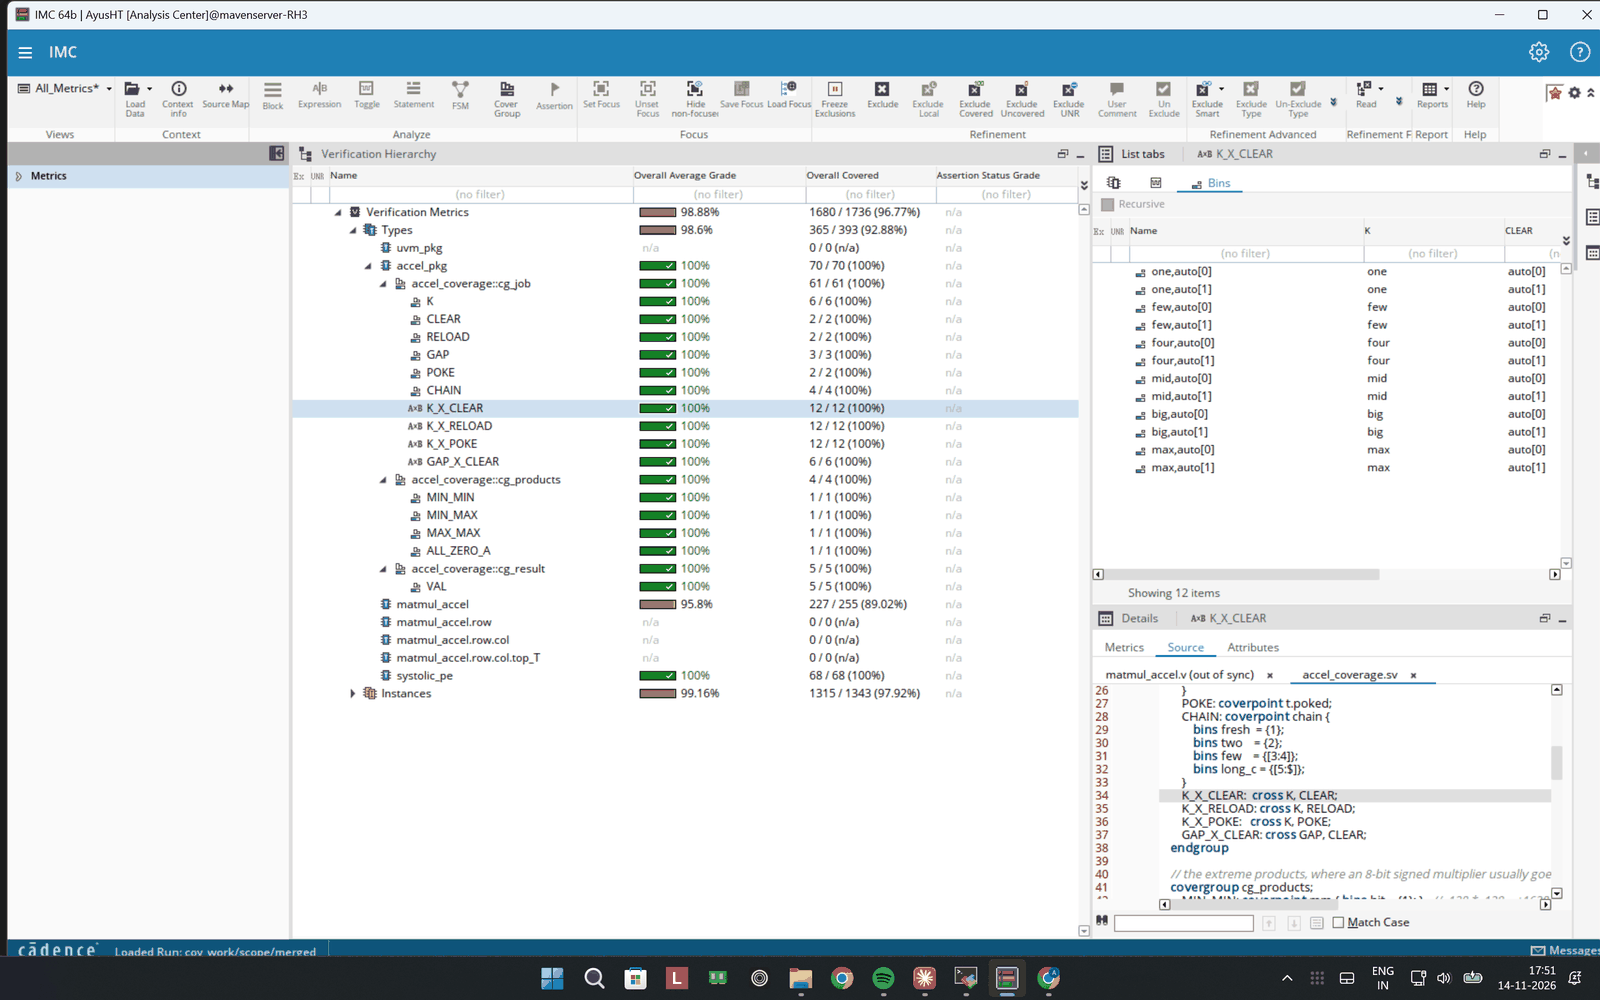 IMC 64b | AyusHT [Analysis Center]@mavenserver-RH3
IMC
All_Metrics*
Load Data
Context info
Source Map
Block
Expression
Toggle
Statement
FSM
Cover Group
Assertion
Set Focus
Unset Focus
Hide non-focused
Save Focus
Load Focus
Freeze Exclusions
Exclude
Exclude Local
Exclude Covered
Exclude Uncovered
Exclude UNR
User Comment
Un Exclude
Exclude Smart
Exclude Type
Un-Exclude Type
Read
Reports
Help
Views
Context
Analyze
Focus
Refinement
Refinement Advanced
Refinement F
Report
Help
Metrics
Verification Hierarchy
Ex UNR Name Overall Average Grade Overall Covered Assertion Status Grade
(no filter) (no filter) (no filter) (no filter)
Verification Metrics 98.88% 1680 / 1736 (96.77%) n/a
Types 98.6% 365 / 393 (92.88%) n/a
uvm_pkg n/a 0 / 0 (n/a) n/a
accel_pkg 100% 70 / 70 (100%) n/a
accel_coverage::cg_job 100% 61 / 61 (100%) n/a
K 100% 6 / 6 (100%) n/a
CLEAR 100% 2 / 2 (100%) n/a
RELOAD 100% 2 / 2 (100%) n/a
GAP 100% 3 / 3 (100%) n/a
POKE 100% 2 / 2 (100%) n/a
CHAIN 100% 4 / 4 (100%) n/a
A×B K_X_CLEAR 100% 12 / 12 (100%) n/a
A×B K_X_RELOAD 100% 12 / 12 (100%) n/a
A×B K_X_POKE 100% 12 / 12 (100%) n/a
A×B GAP_X_CLEAR 100% 6 / 6 (100%) n/a
accel_coverage::cg_products 100% 4 / 4 (100%) n/a
MIN_MIN 100% 1 / 1 (100%) n/a
MIN_MAX 100% 1 / 1 (100%) n/a
MAX_MAX 100% 1 / 1 (100%) n/a
ALL_ZERO_A 100% 1 / 1 (100%) n/a
accel_coverage::cg_result 100% 5 / 5 (100%) n/a
VAL 100% 5 / 5 (100%) n/a
matmul_accel 95.8% 227 / 255 (89.02%) n/a
matmul_accel.row n/a 0 / 0 (n/a) n/a
matmul_accel.row.col n/a 0 / 0 (n/a) n/a
matmul_accel.row.col.top_T n/a 0 / 0 (n/a) n/a
systolic_pe 100% 68 / 68 (100%) n/a
Instances 99.16% 1315 / 1343 (97.92%) n/a
List tabs A×B K_X_CLEAR
Bins
Recursive
Ex UNR Name K CLEAR
(no filter) (no filter) (n
one,auto[0] one auto[0]
one,auto[1] one auto[1]
few,auto[0] few auto[0]
few,auto[1] few auto[1]
four,auto[0] four auto[0]
four,auto[1] four auto[1]
mid,auto[0] mid auto[0]
mid,auto[1] mid auto[1]
big,auto[0] big auto[0]
big,auto[1] big auto[1]
max,auto[0] max auto[0]
max,auto[1] max auto[1]
Showing 12 items
Details A×B K_X_CLEAR
Metrics Source Attributes
matmul_accel.v (out of sync) × accel_coverage.sv ×
26 }
27 POKE: coverpoint t.poked;
28 CHAIN: coverpoint chain {
29 bins fresh = {1};
30 bins two = {2};
31 bins few = {[3:4]};
32 bins long_c = {[5:$]};
33 }
34 K_X_CLEAR: cross K, CLEAR;
35 K_X_RELOAD: cross K, RELOAD;
36 K_X_POKE: cross K, POKE;
37 GAP_X_CLEAR: cross GAP, CLEAR;
38 endgroup
39
40 // the extreme products, where an 8-bit signed multiplier usually goe
41 covergroup cg_products;
Match Case
cādence Loaded Run: cov_work/scope/merged
Messages
ENG
IN
17:51
14-11-2026